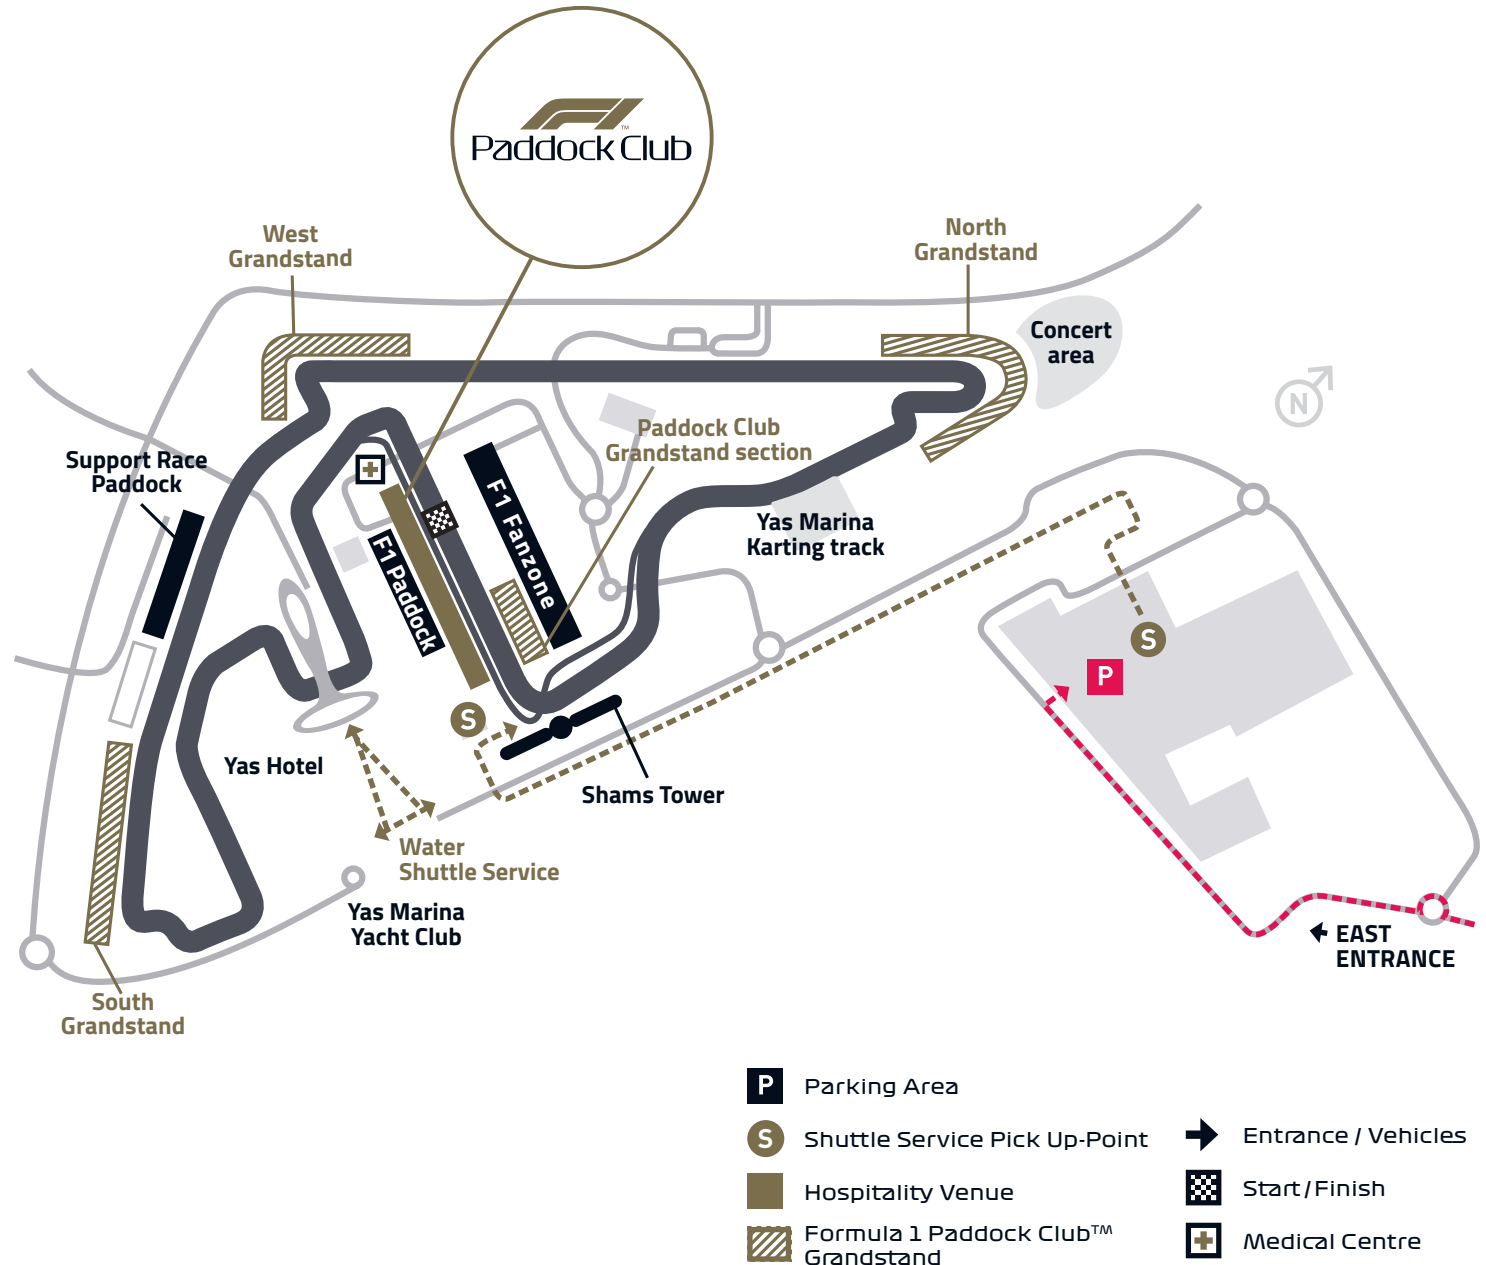 Paddock Club
West
Grandstand
North
Grandstand
Concert
area
N
Paddock Club
Grandstand section
Support Race
Paddock
F1 Fanzone
F1 Paddock
Yas Marina
Karting track
S
P
S
Yas Hotel
Shams Tower
Water
Shuttle Service
Yas Marina
Yacht Club
EAST
ENTRANCE
South
Grandstand
P Parking Area
S Shuttle Service Pick Up-Point
Hospitality Venue
Formula 1 Paddock Club™
Grandstand
Entrance / Vehicles
Start/Finish
Medical Centre